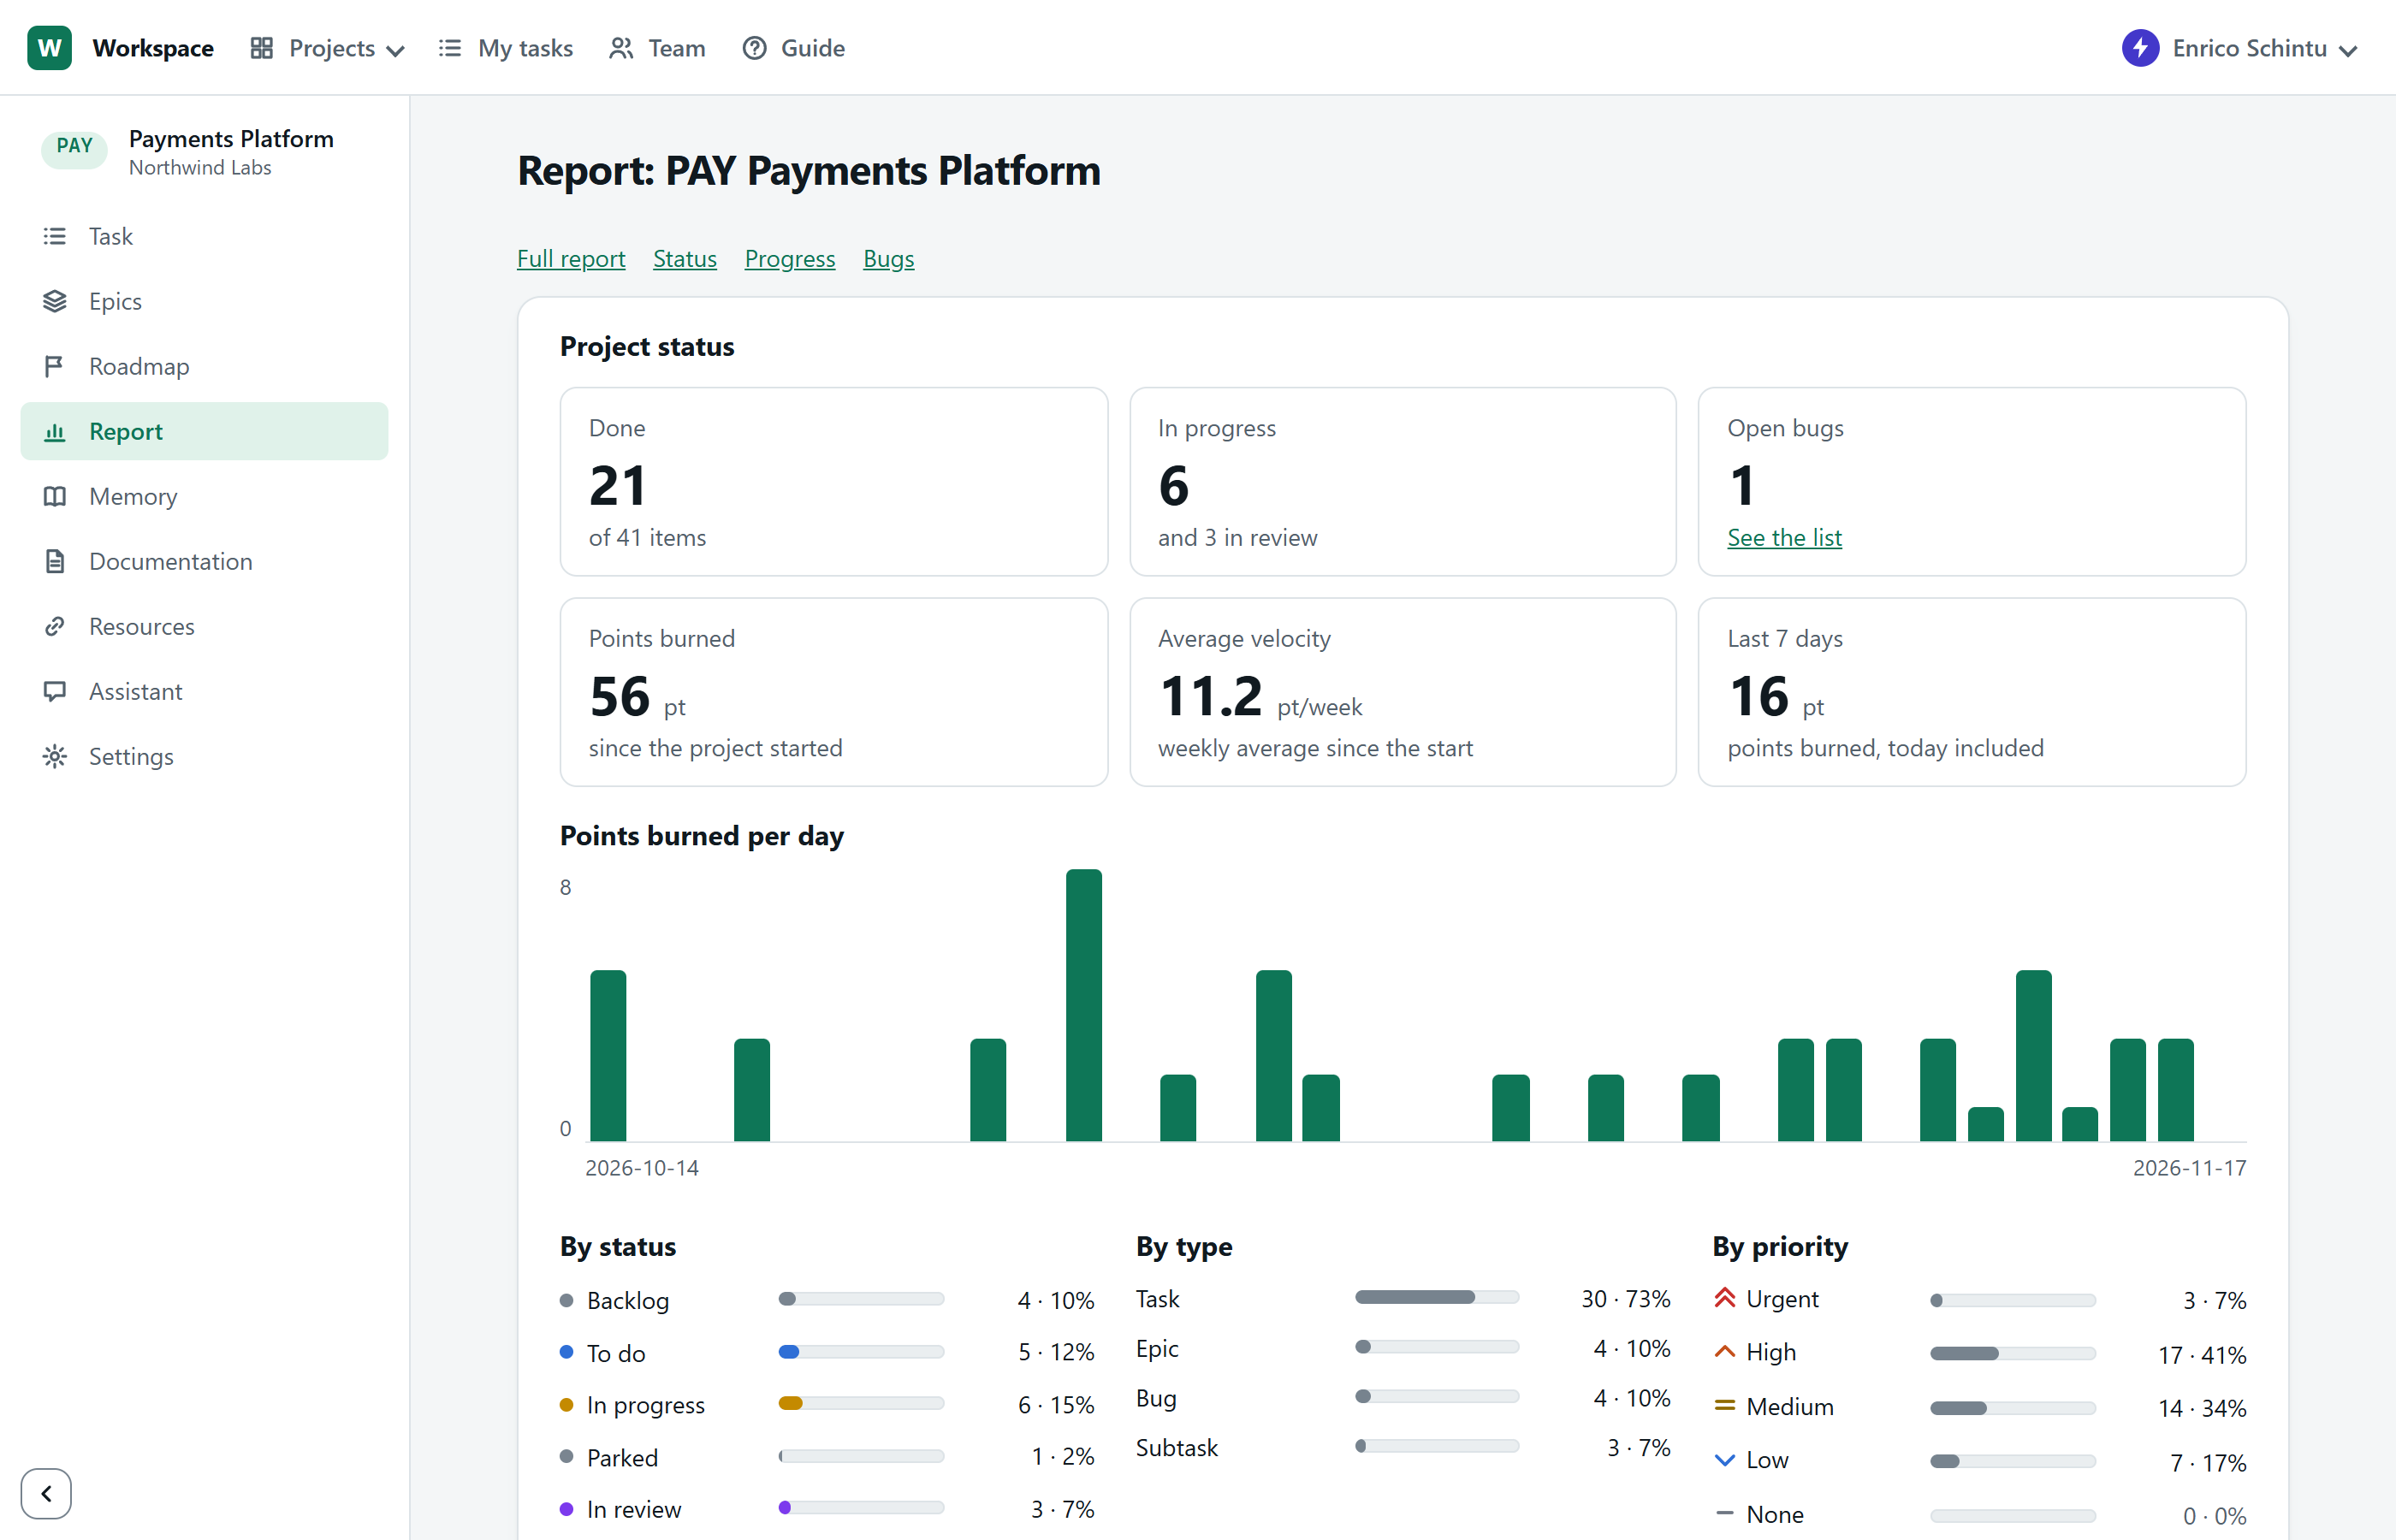 W Workspace Projects My tasks Team Guide Enrico Schintu
PAY Payments Platform
Northwind Labs
Task
Epics
Roadmap
Report
Memory
Documentation
Resources
Assistant
Settings
Report: PAY Payments Platform
Full report Status Progress Bugs
Project status
Done
21
of 41 items
In progress
6
and 3 in review
Open bugs
1
See the list
Points burned
56 pt
since the project started
Average velocity
11.2 pt/week
weekly average since the start
Last 7 days
16 pt
points burned, today included
Points burned per day
8
0
2026-10-14 2026-11-17
By status
Backlog 4 · 10%
To do 5 · 12%
In progress 6 · 15%
Parked 1 · 2%
In review 3 · 7%
By type
Task 30 · 73%
Epic 4 · 10%
Bug 4 · 10%
Subtask 3 · 7%
By priority
Urgent 3 · 7%
High 17 · 41%
Medium 14 · 34%
Low 7 · 17%
None 0 · 0%